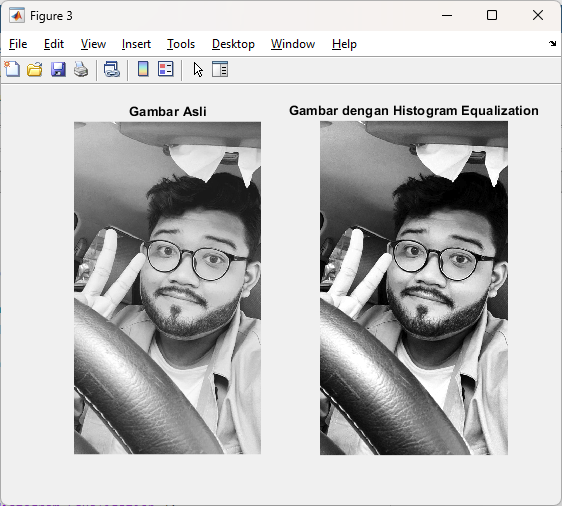 Figure 3
File Edit View Insert Tools Desktop Window Help
Gambar Asli
Gambar dengan Histogram Equalization